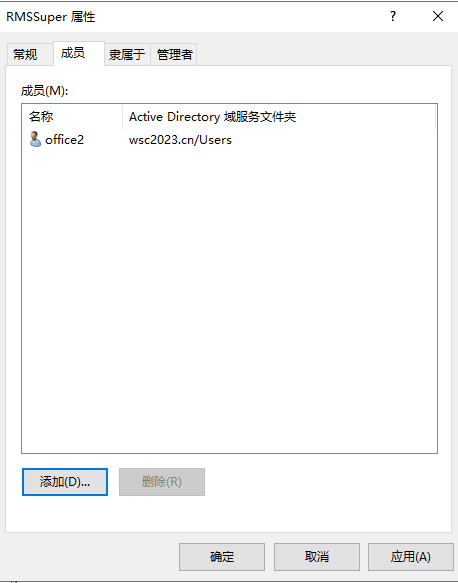 RMSSuper 属性
?
常规 成员 隶属于 管理者
成员(M):
名称 Active Directory 域服务文件夹
office2 wsc2023.cn/Users
添加(D)... 删除(R)
确定 取消 应用(A)